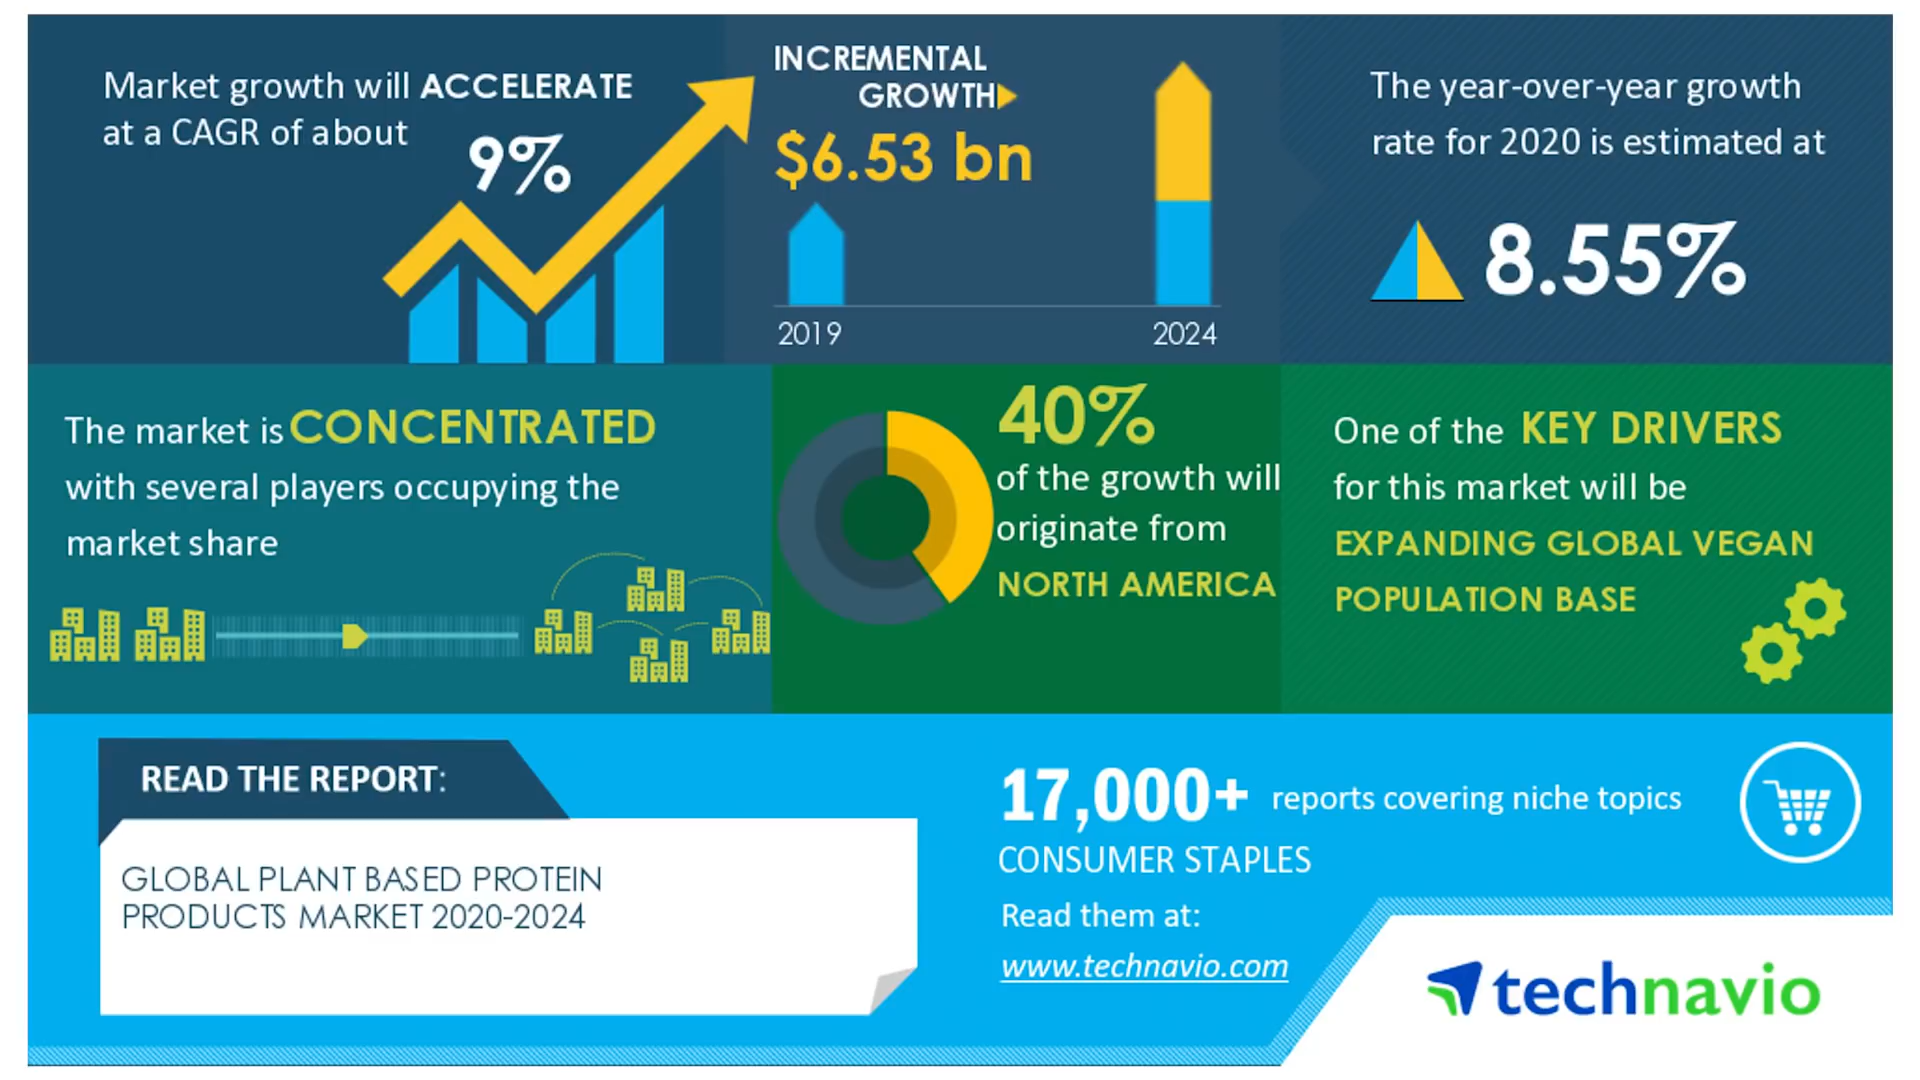 Market growth will ACCELERATE
at a CAGR of about
9%
INCREMENTAL
GROWTH
$6.53 bn
2019
2024
The year-over-year growth
rate for 2020 is estimated at
8.55%
The market is CONCENTRATED
with several players occupying the
market share
40%
of the growth will
originate from
NORTH AMERICA
One of the KEY DRIVERS
for this market will be
EXPANDING GLOBAL VEGAN
POPULATION BASE
READ THE REPORT:
GLOBAL PLANT BASED PROTEIN
PRODUCTS MARKET 2020-2024
17,000+ reports covering niche topics
CONSUMER STAPLES
Read them at:
www.technavio.com
technavio